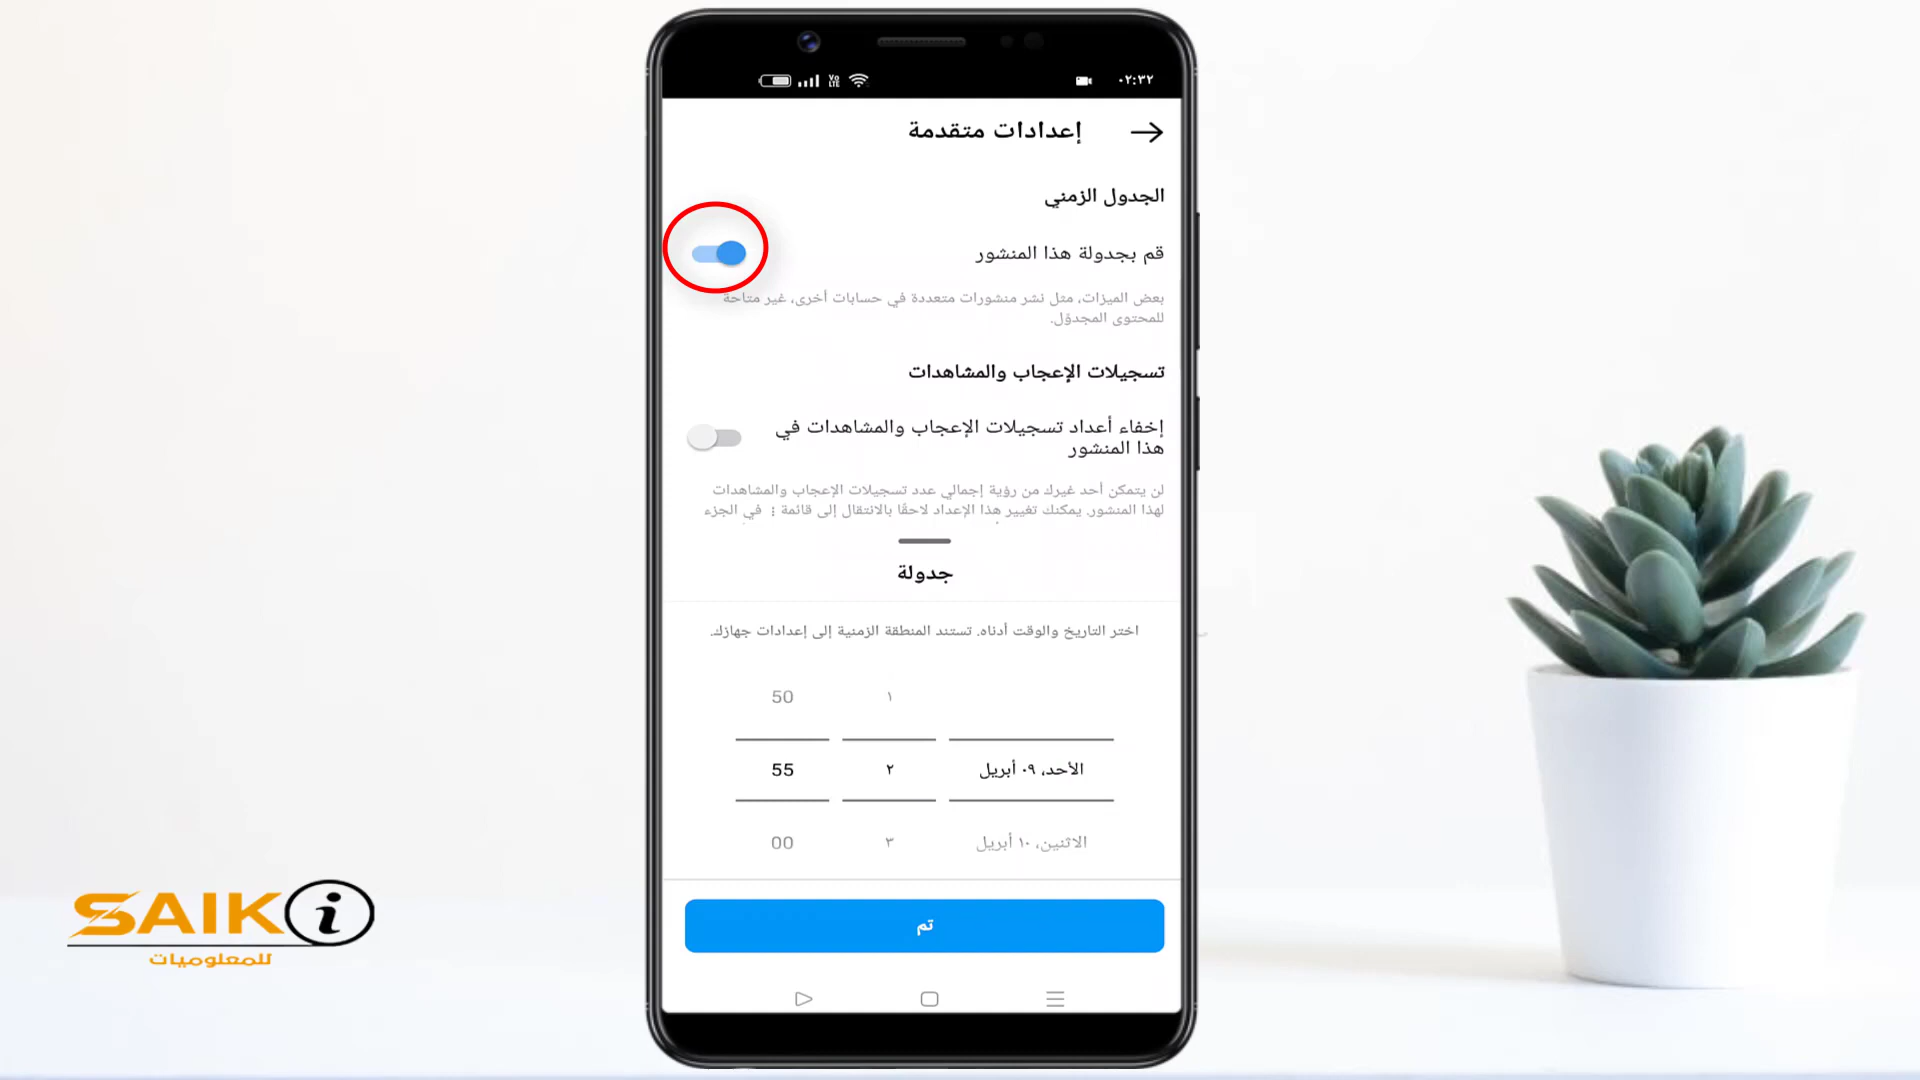 ٠٢:٣٢
إعدادات متقدمة
الجدول الزمني
قم بجدولة هذا المنشور
بعض الميزات، مثل نشر منشورات متعددة في حسابات أخرى، غير متاحة
للمحتوى المجدوَل.
تسجيلات الإعجاب والمشاهدات
إخفاء أعداد تسجيلات الإعجاب والمشاهدات في
هذا المنشور
لن يتمكن أحد غيرك من رؤية إجمالي عدد تسجيلات الإعجاب والمشاهدات
لهذا المنشور. يمكنك تغيير هذا الإعداد لاحقًا بالانتقال إلى قائمة ⋮ في الجزء
جدولة
اختر التاريخ والوقت أدناه. تستند المنطقة الزمنية إلى إعدادات جهازك.
١ 50
الأحد، ٠٩ أبريل ٢ 55
الاثنين، ١٠ أبريل ٣ 00
تم
SAIKi
للمعلوميات